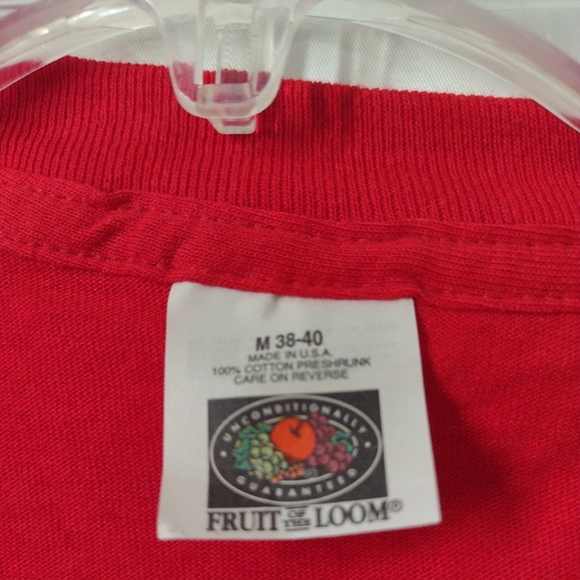 M 38-40
MADE IN U.S.A.
100% COTTON PRESHRUNK
CARE ON REVERSE
• UNCONDITIONALLY •
GUARANTEED
FRUIT OF THE LOOM®